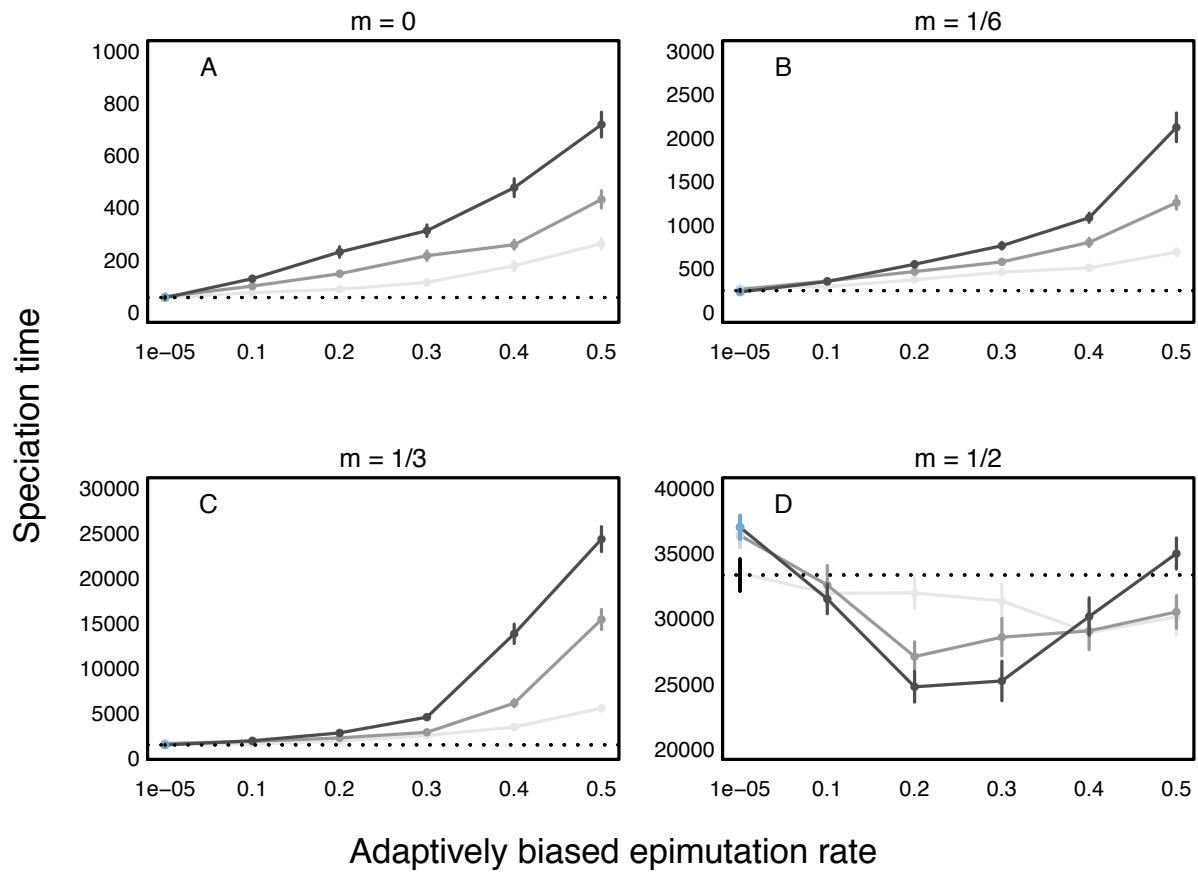 m = 0
m = 1/6
A
B
1000
800
600
400
200
0
1e−05 0.1 0.2 0.3 0.4 0.5
3000
2500
2000
1500
1000
500
0
1e−05 0.1 0.2 0.3 0.4 0.5
Speciation time
m = 1/3
m = 1/2
C
D
30000
25000
20000
15000
10000
5000
0
1e−05 0.1 0.2 0.3 0.4 0.5
40000
35000
30000
25000
20000
1e−05 0.1 0.2 0.3 0.4 0.5
Adaptively biased epimutation rate